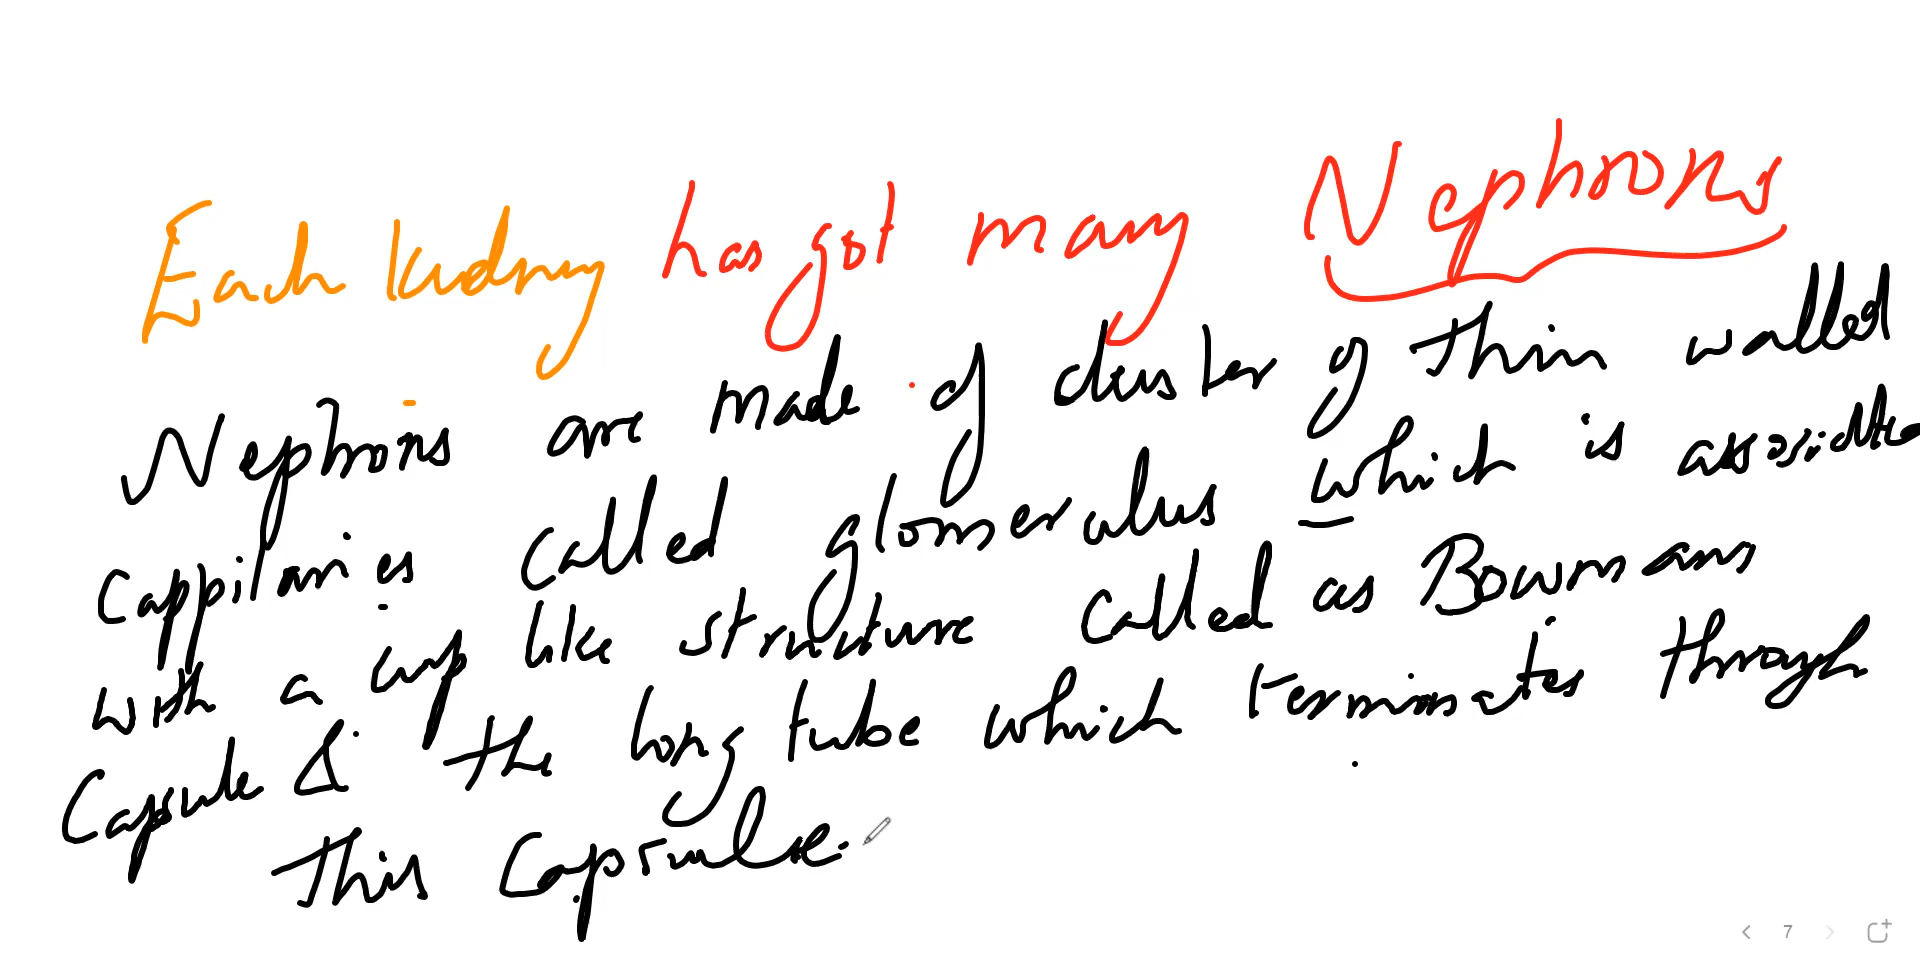 Each kidney has got many Nephrons
Nephrons are made of cluster of thin walled
cappilaries called glomerulus which is associated
with a cup like structure called as Bowmans
Capsule & the long tube which terminates through
this Capsule.
7